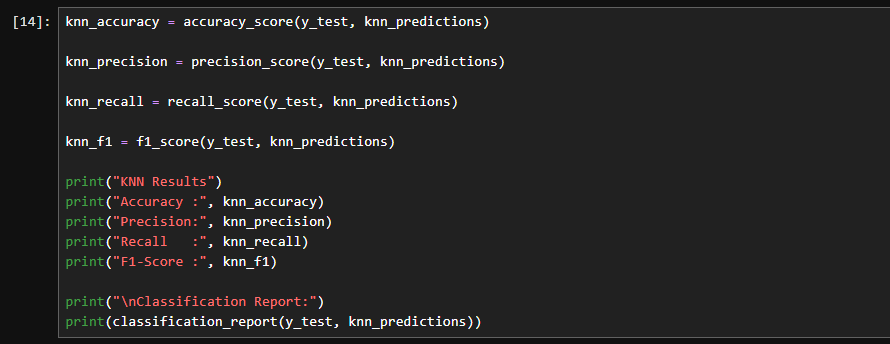 [14]:
knn_accuracy = accuracy_score(y_test, knn_predictions)
knn_precision = precision_score(y_test, knn_predictions)
knn_recall = recall_score(y_test, knn_predictions)
knn_f1 = f1_score(y_test, knn_predictions)
print("KNN Results")
print("Accuracy :", knn_accuracy)
print("Precision:", knn_precision)
print("Recall   :", knn_recall)
print("F1-Score :", knn_f1)
print("\nClassification Report:")
print(classification_report(y_test, knn_predictions))